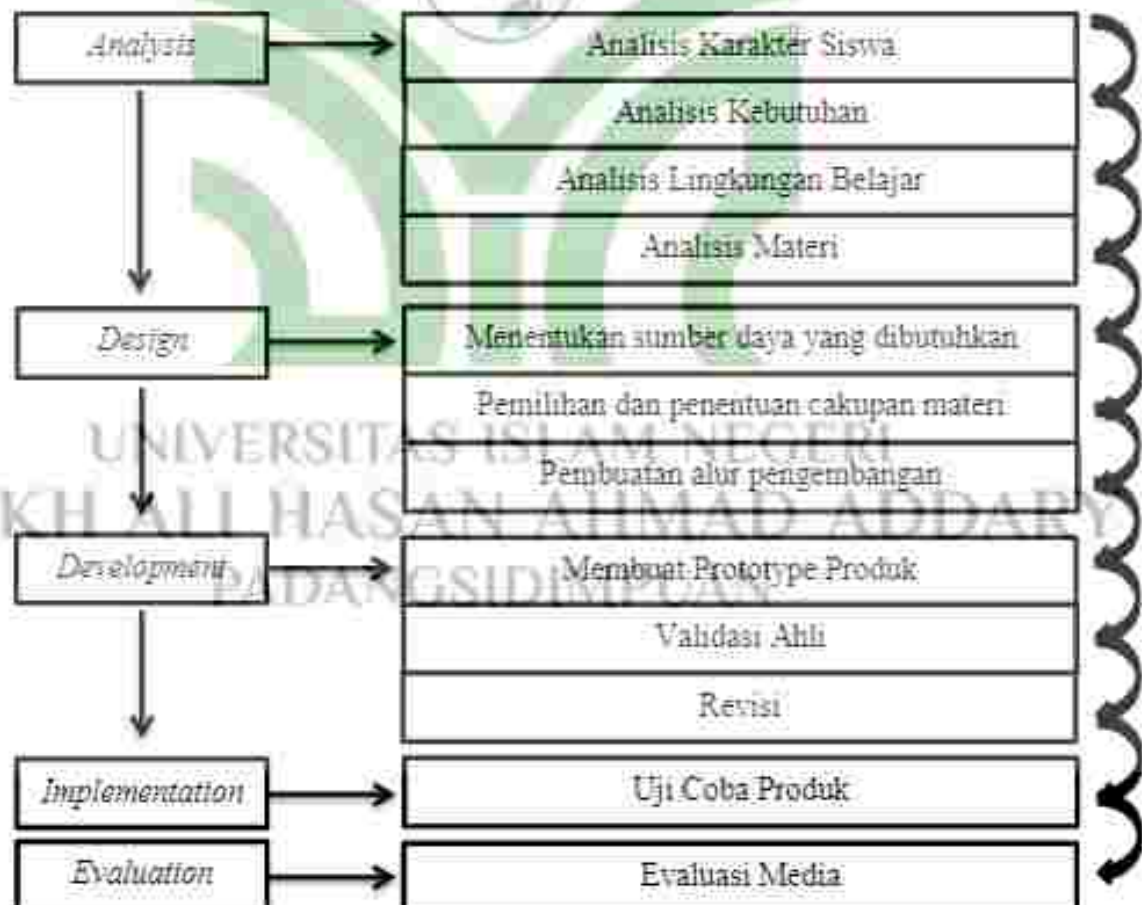 Analysis
Analisis Karakter Siswa
Analisis Kebutuhan
Analisis Lingkungan Belajar
Analisis Materi
Design
Menentukan sumber daya yang dibutuhkan
Pemilihan dan penentuan cakupan materi
Pembuatan alur pengembangan
UNIVERSITAS ISLAM NEGERI
KH ALI HASAN AHMAD ADDARY
PADANGSIDIMPUAN
Development
Membuat Prototype Produk
Validasi Ahli
Revisi
Implementation
Uji Coba Produk
Evaluation
Evaluasi Media